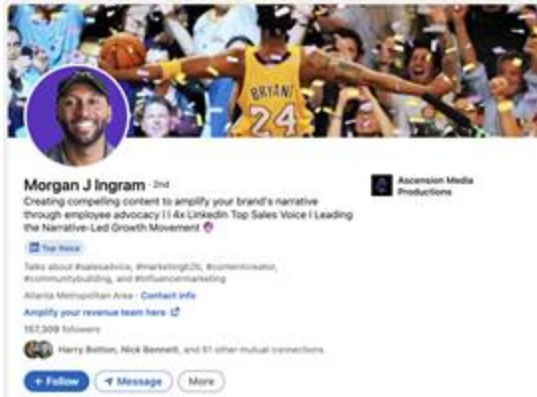 BRYANT
24
Morgan J Ingram · 2nd
Ascension Media
Productions
Creating compelling content to amplify your brand's narrative
through employee advocacy | | 4x LinkedIn Top Sales Voice | Leading
the Narrative-Led Growth Movement
in Top Voice
Talks about #salesadvice, #marketingb2b, #contentcreator,
#communitybuilding, and #influencermarketing
Atlanta Metropolitan Area · Contact info
Amplify your revenue team here
157,309 followers
Harry Botton, Nick Bennett, and 61 other mutual connections
+ Follow
Message
More